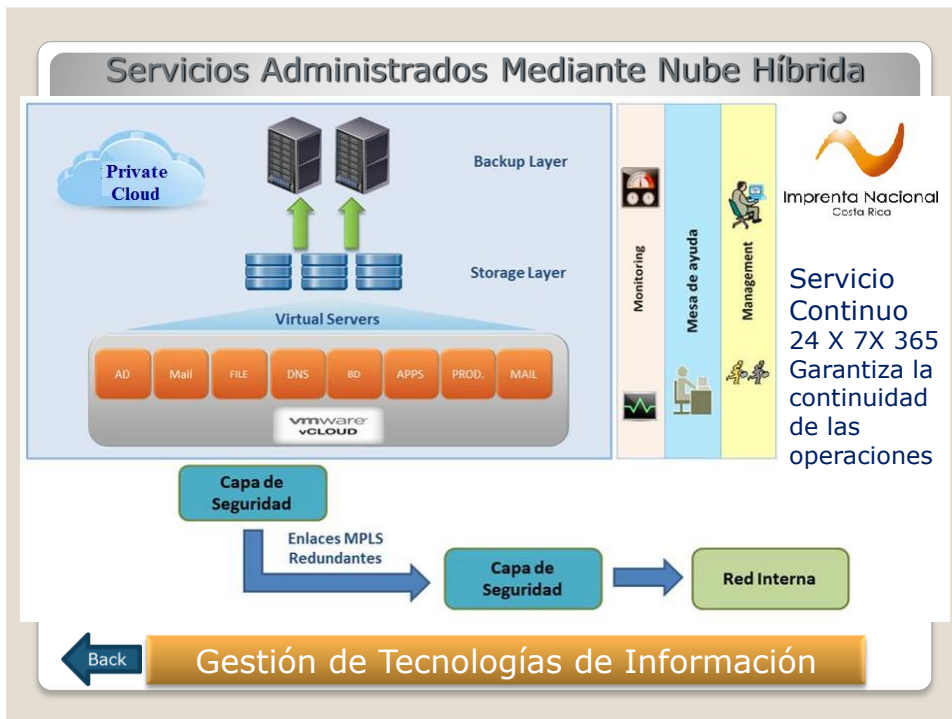 Servicios Administrados Mediante Nube Híbrida
Private
Cloud
Backup Layer
Storage Layer
Virtual Servers
AD
Mail
FILE
DNS
BD
APPS
PROD.
MAIL
vmware
vCLOUD
Monitoring
Mesa de ayuda
Management
Imprenta Nacional
Costa Rica
Servicio
Continuo
24 X 7X 365
Garantiza la
continuidad
de las
operaciones
Capa de
Seguridad
Enlaces MPLS
Redundantes
Capa de
Seguridad
Red Interna
Back
Gestión de Tecnologías de Información